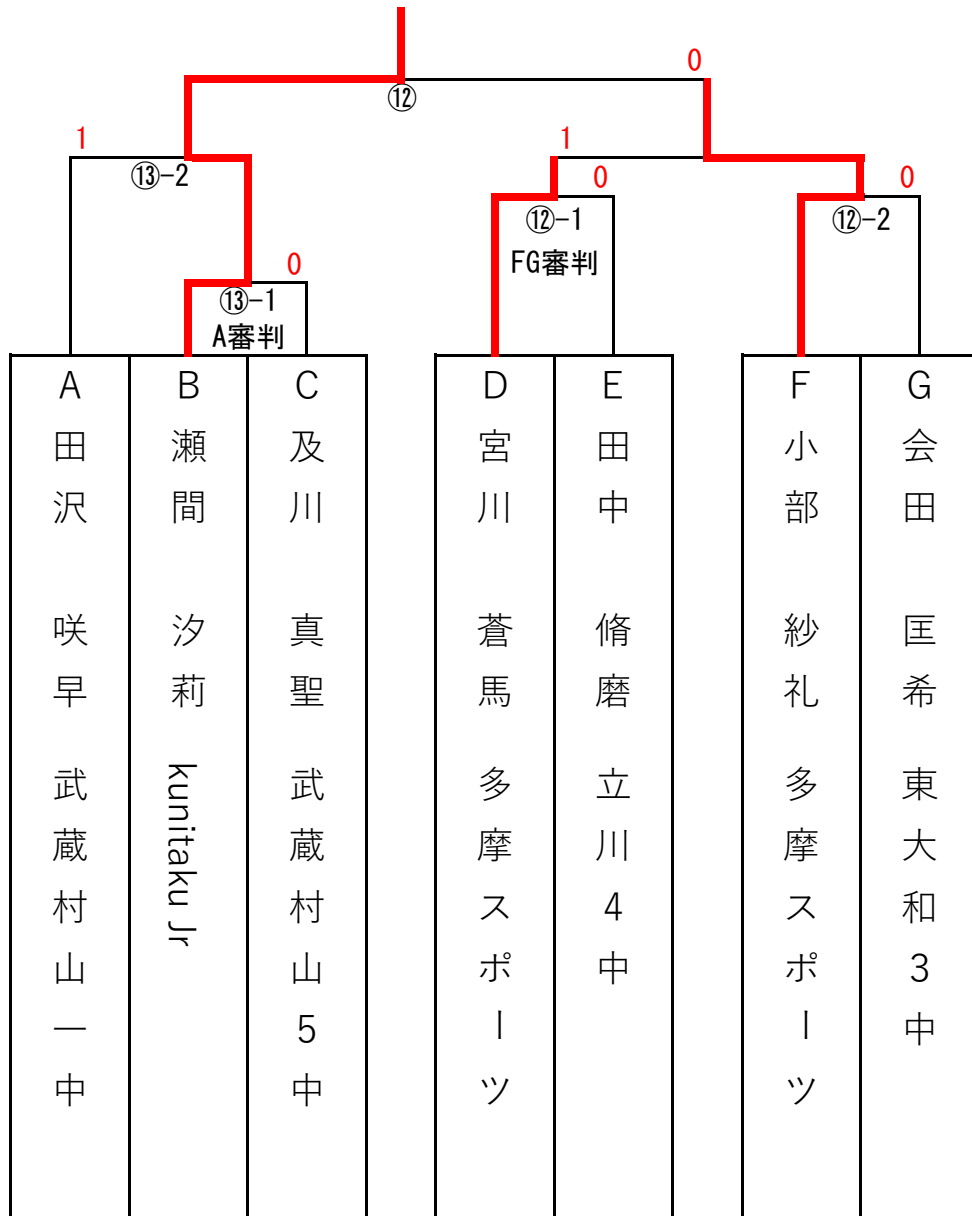 0
⑫
1
1
⑬-2
0
0
⑫-1
⑫-2
FG審判
0
⑬-1
A審判
A 田沢 咲早 武蔵村山一中
B 瀬間 汐莉 kunitaku Jr
C 及川 真聖 武蔵村山5中
D 宮川 蒼馬 多摩スポーツ
E 田中 脩磨 立川4中
F 小部 紗礼 多摩スポーツ
G 会田 匡希 東大和3中